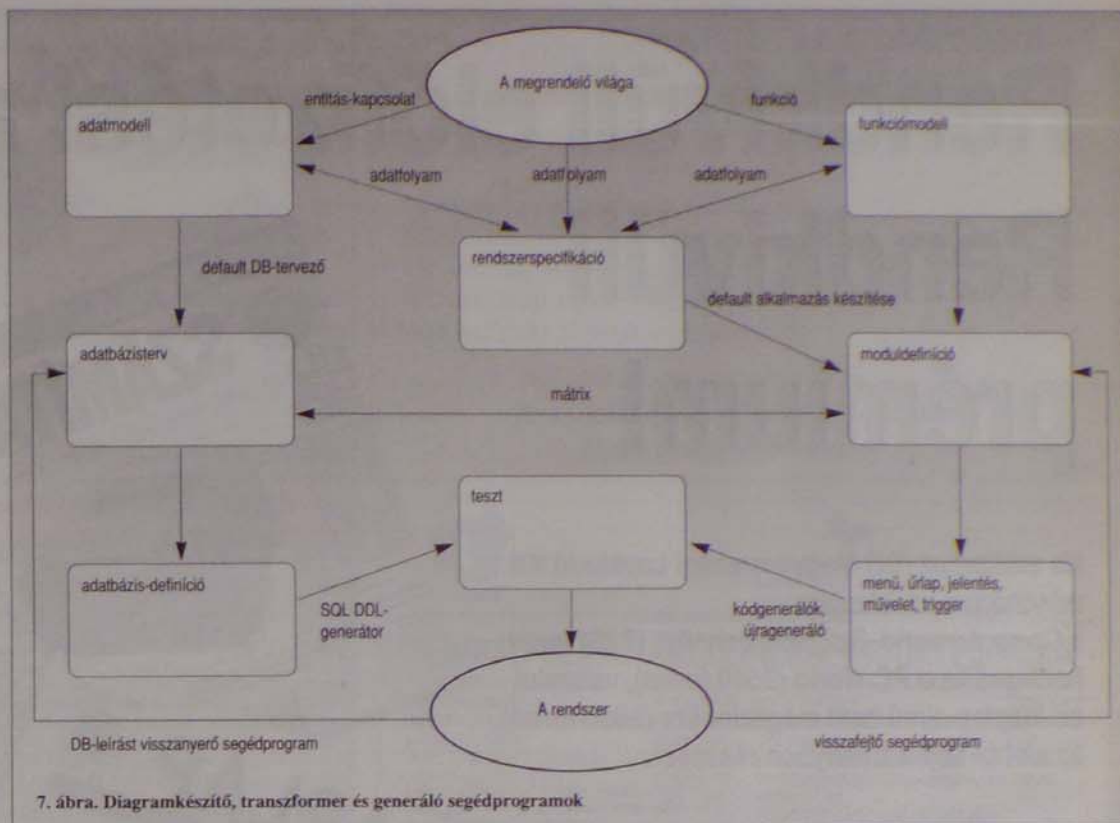 A megrendelő világa
entitás-kapcsolat
funkció
adatmodell
funkciómodell
adatfolyam
adatfolyam
adatfolyam
rendszerspecifikáció
default DB-tervező
default alkalmazás készítése
adatbázisterv
moduldefiníció
mátrix
teszt
adatbázis-definíció
menü, űrlap, jelentés,
művelet, trigger
SQL DDL-
generátor
kódgenerálók,
újrageneráló
A rendszer
DB-leírást visszanyerő segédprogram
visszafejtő segédprogram
7. ábra. Diagramkészítő, transzformer és generáló segédprogramok